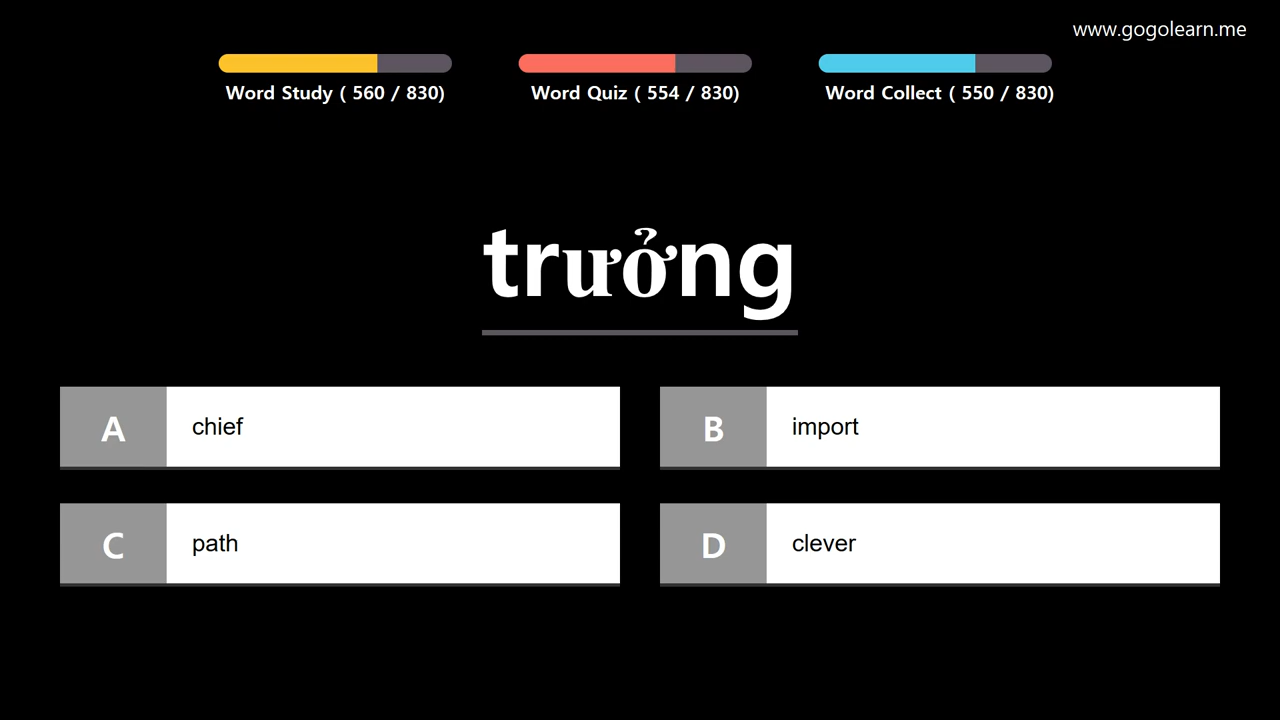 www.gogolearn.me
Word Study ( 560 / 830)
Word Quiz ( 554 / 830)
Word Collect ( 550 / 830)
trưởng
A chief
B import
C path
D clever